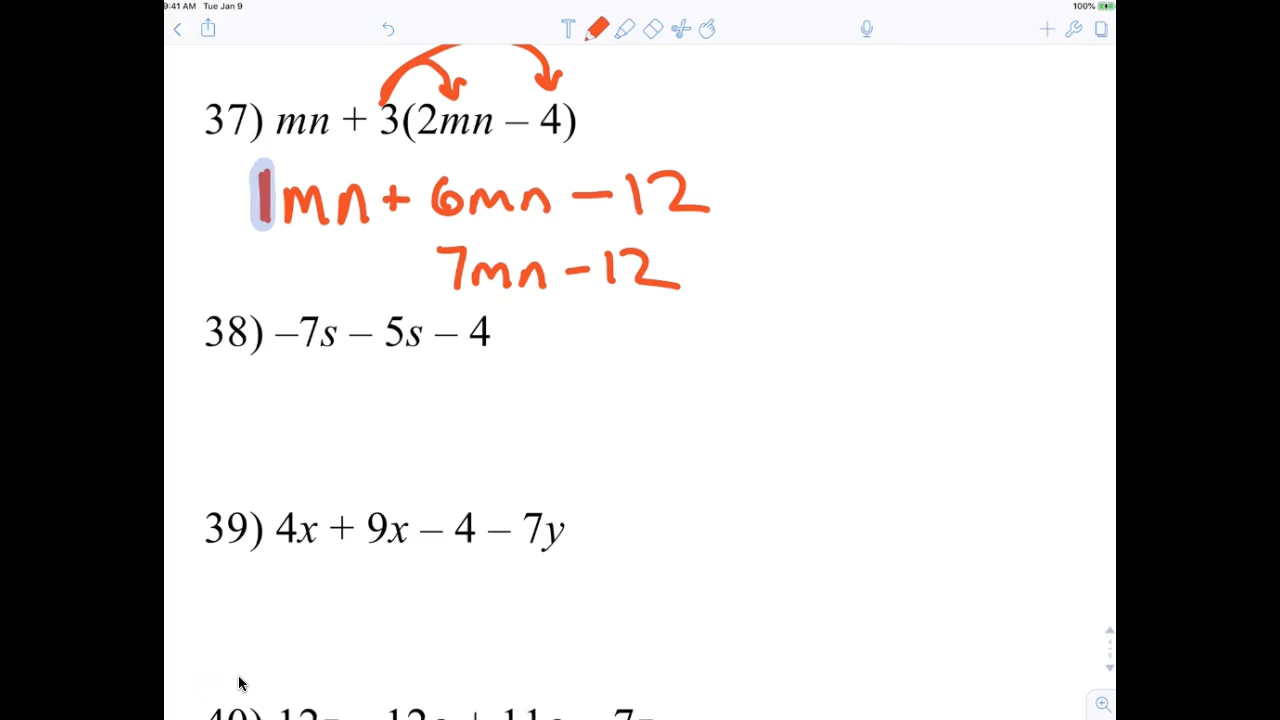 9:41 AM Tue Jan 9
100%
T
37) mn + 3(2mn – 4)
1mn + 6mn – 12
7mn – 12
38) –7s – 5s – 4
39) 4x + 9x – 4 – 7y